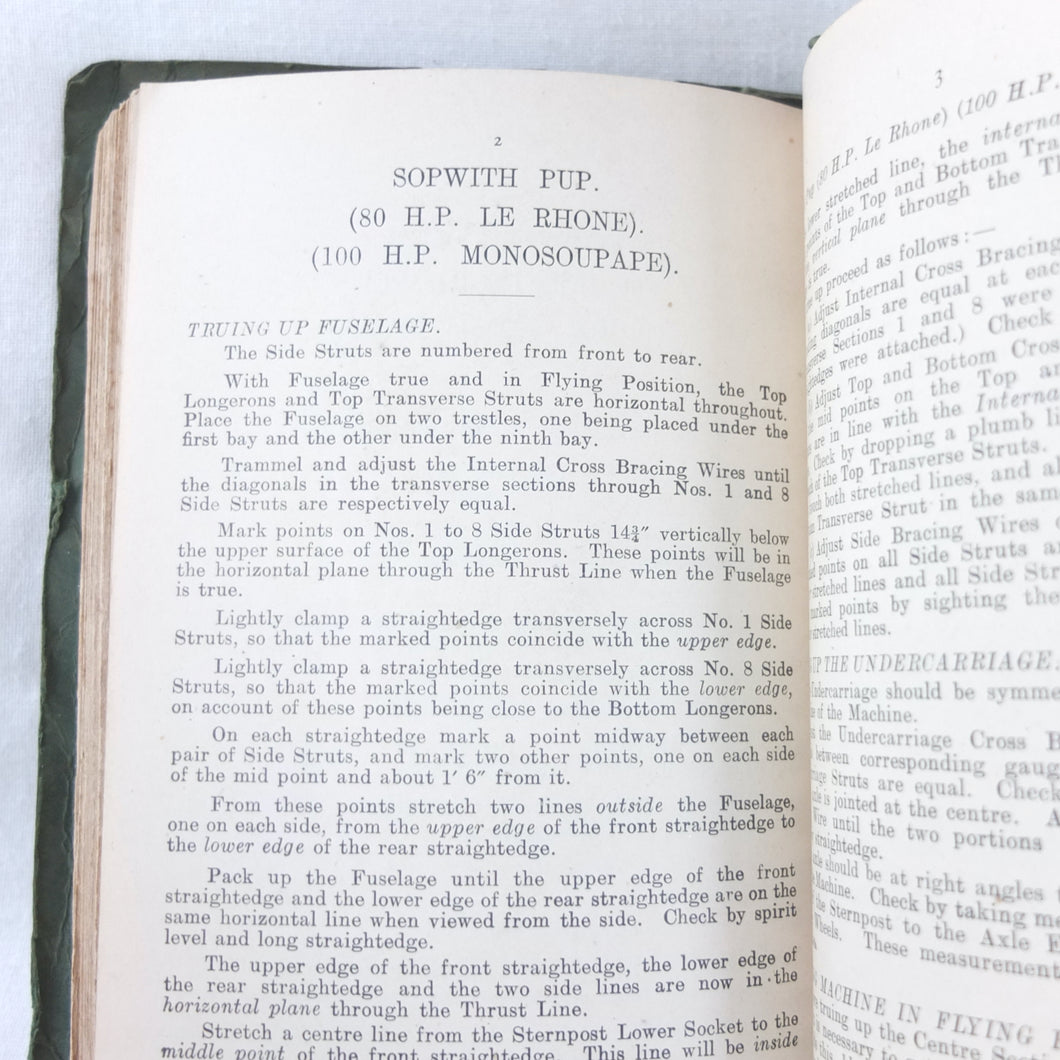 2
SOPWITH PUP.
(80 H.P. LE RHONE).
(100 H.P. MONOSOUPAPE).
TRUING UP FUSELAGE.
The Side Struts are numbered from front to rear.
With Fuselage true and in Flying Position, the Top
Longerons and Top Transverse Struts are horizontal throughout.
Place the Fuselage on two trestles, one being placed under the
first bay and the other under the ninth bay.
Trammel and adjust the Internal Cross Bracing Wires until
the diagonals in the transverse sections through Nos. 1 and 8
Side Struts are respectively equal.
Mark points on Nos. 1 to 8 Side Struts 14¾″ vertically below
the upper surface of the Top Longerons. These points will be in
the horizontal plane through the Thrust Line when the Fuselage
is true.
Lightly clamp a straightedge transversely across No. 1 Side
Struts, so that the marked points coincide with the upper edge.
Lightly clamp a straightedge transversely across No. 8 Side
Struts, so that the marked points coincide with the lower edge,
on account of these points being close to the Bottom Longerons.
On each straightedge mark a point midway between each
pair of Side Struts, and mark two other points, one on each side
of the mid point and about 1′ 6″ from it.
From these points stretch two lines outside the Fuselage,
one on each side, from the upper edge of the front straightedge to
the lower edge of the rear straightedge.
Pack up the Fuselage until the upper edge of the front
straightedge and the lower edge of the rear straightedge are on the
same horizontal line when viewed from the side. Check by spirit
level and long straightedge.
The upper edge of the front straightedge, the lower edge of
the rear straightedge and the two side lines are now in the
horizontal plane through the Thrust Line.
Stretch a centre line from the Sternpost Lower Socket to the
middle point of the front straightedge. This line will be inside
3
(80 H.P. Le Rhone) (100 H.P.
stretched line, the
of the Top and Bottom
vertical plane through the
true.
up proceed as follows:—
Adjust Internal Cross Bracing
diagonals are equal at each
Sections 1 and 8 were
were attached.) Check
Adjust Top and Bottom Cross
mid points on the Top
are in line with the
Check by dropping a plumb
of the Top Transverse Struts.
both stretched lines, and
Transverse Strut in the same
Adjust Side Bracing Wires
points on all Side Struts
stretched lines and all Side
marked points by sighting the
stretched lines.
UP THE UNDERCARRIAGE.
Undercarriage should be
of the Machine.
the Undercarriage Cross
between corresponding
Struts are equal. Check
is jointed at the centre.
until the two portions
straightedge.
should be at right angles
Machine. Check by taking
the Sternpost to the Axle
Wheels. These
MACHINE IN FLYING
truing up the Centre
necessary to